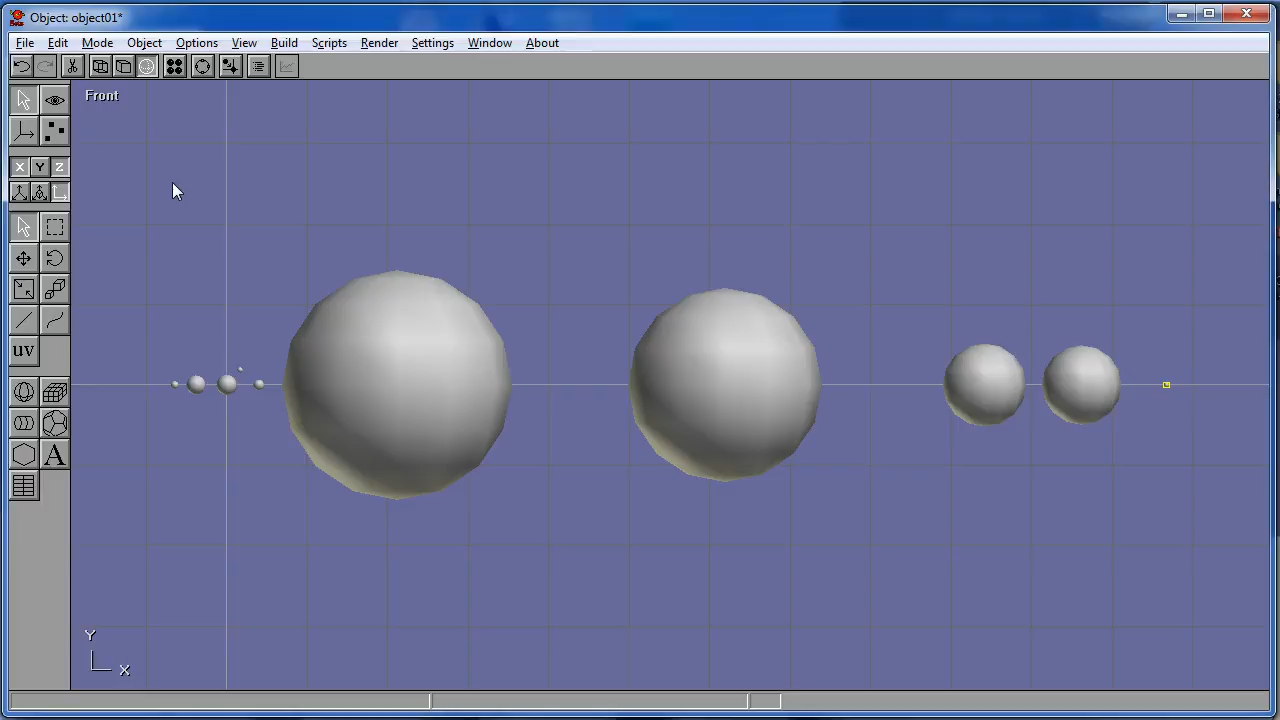 Object: object01*
File Edit Mode Object Options View Build Scripts Render Settings Window About
Front
X Y Z
uv
A
Y
X